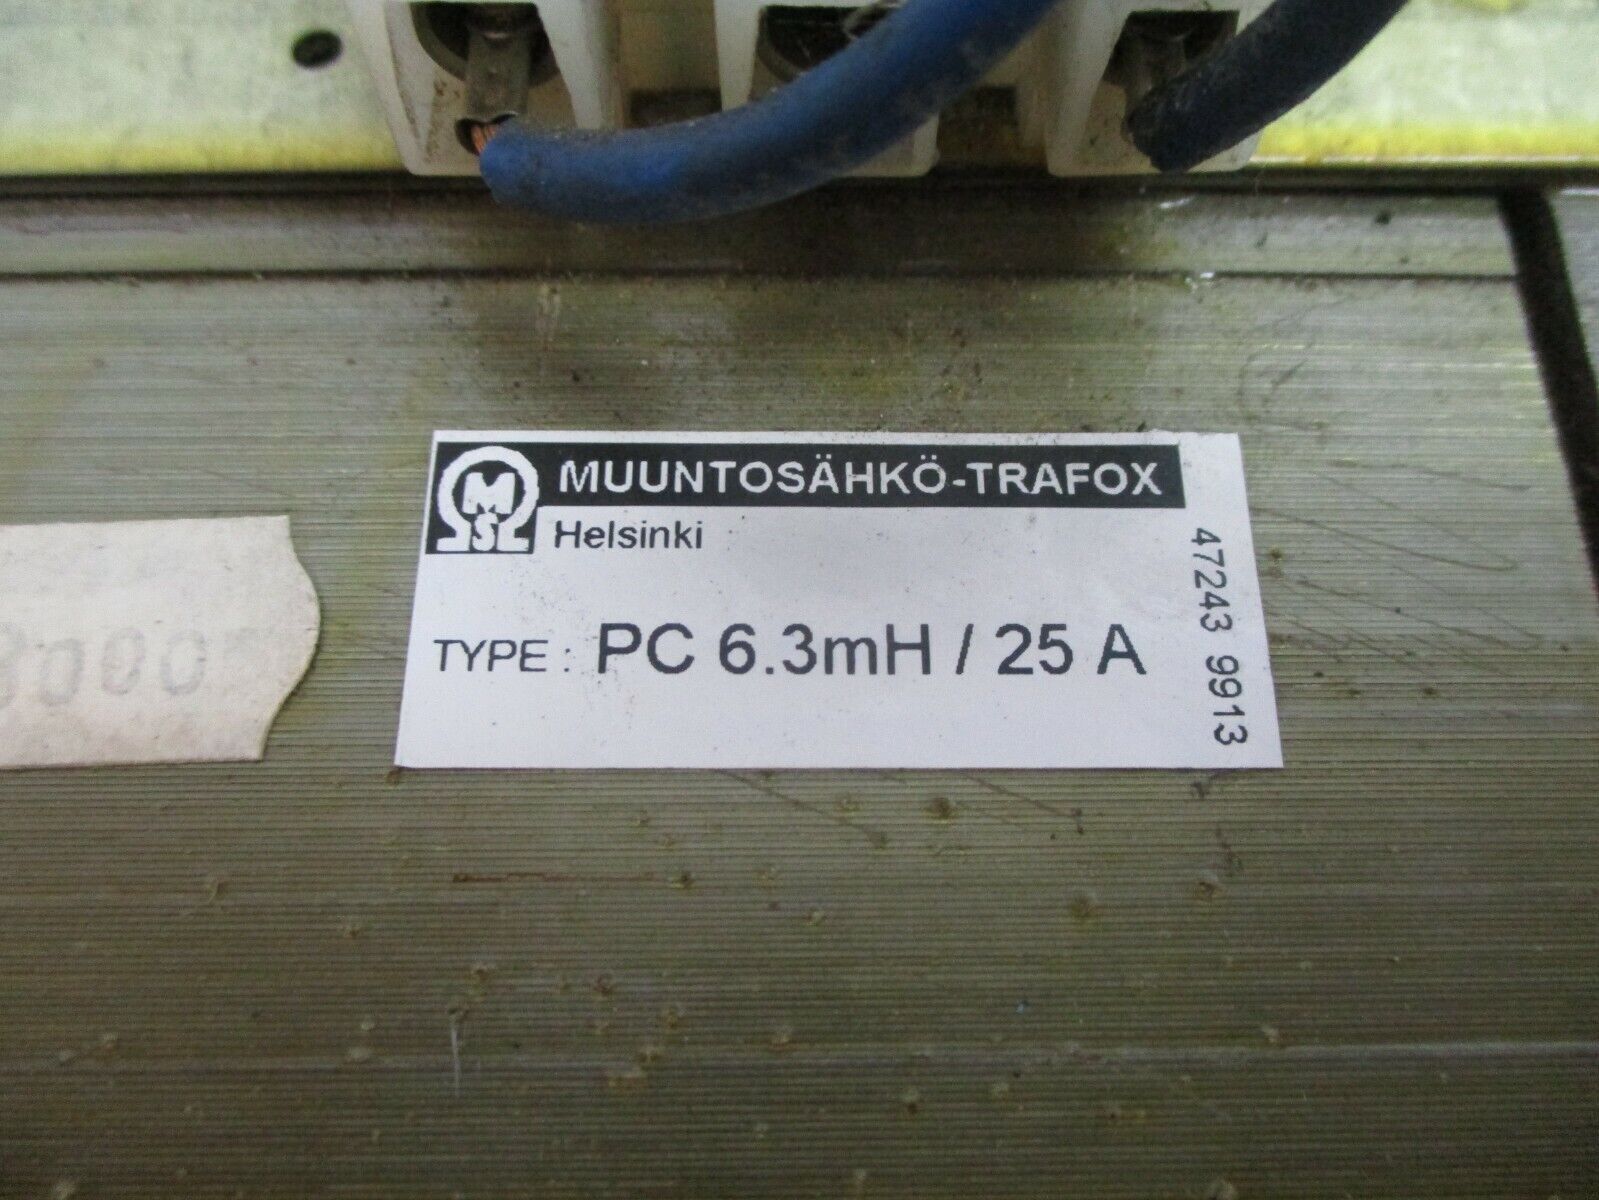 MUUNTOSÄHKÖ-TRAFOX
M
S
Helsinki
TYPE : PC 6.3mH / 25 A
47243 9913